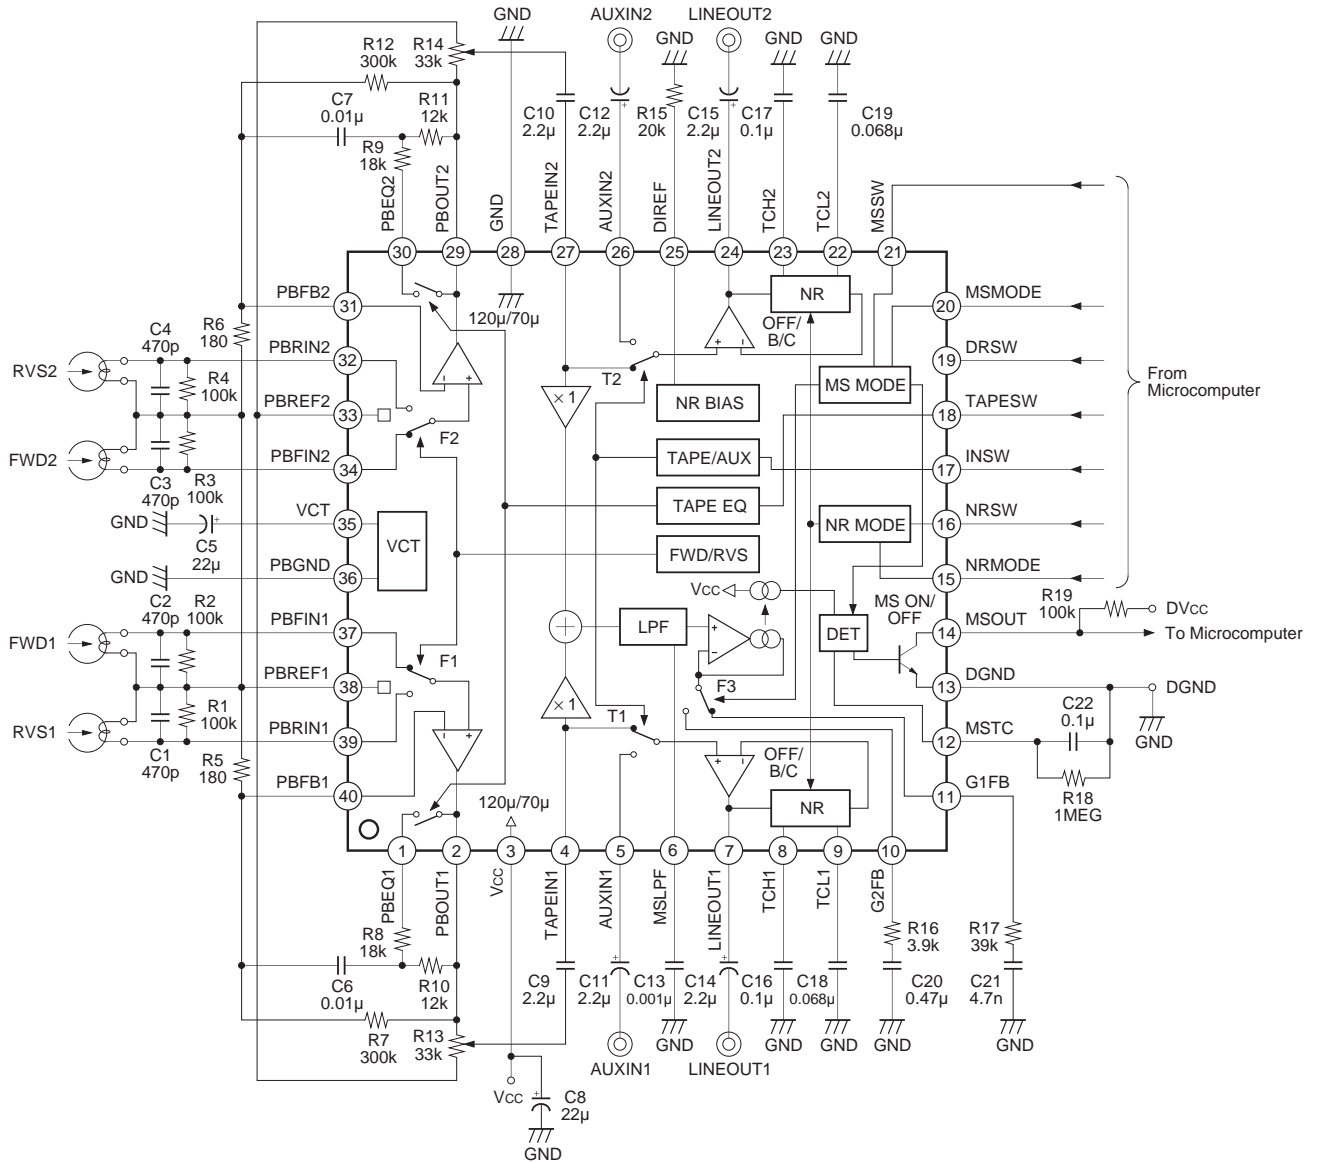 GND
AUXIN2
LINEOUT2
R12
300k
R14
33k
GND
GND
GND
C7
0.01µ
R11
12k
R9
18k
C10
2.2µ
C12
2.2µ
R15
20k
C15
2.2µ
C17
0.1µ
C19
0.068µ
PBEQ2
PBOUT2
GND
TAPEIN2
AUXIN2
DIREF
LINEOUT2
TCH2
TCL2
MSSW
30
29
28
27
26
25
24
23
22
21
PBFB2
31
120µ/70µ
NR
OFF/
B/C
20
MSMODE
C4
470p
R6
180
PBRIN2
32
19
DRSW
RVS2
R4
100k
T2
MS MODE
From
Microcomputer
PBREF2
33
× 1
NR BIAS
18
TAPESW
F2
FWD2
PBFIN2
34
TAPE/AUX
17
INSW
C3
470p
R3
100k
TAPE EQ
GND
VCT
35
VCT
NR MODE
16
NRSW
C5
22µ
FWD/RVS
GND
PBGND
36
15
NRMODE
C2
470p
R2
100k
VCC
MS ON/
OFF
R19
100k
DVCC
FWD1
PBFIN1
37
LPF
DET
14
MSOUT
To Microcomputer
F1
PBREF1
38
F3
13
DGND
DGND
R1
100k
× 1
T1
C22
0.1µ
GND
RVS1
PBRIN1
39
12
MSTC
C1
470p
R5
180
OFF/
B/C
PBFB1
40
120µ/70µ
NR
11
G1FB
R18
1MEG
1
2
3
4
5
6
7
8
9
10
PBEQ1
PBOUT1
VCC
TAPEIN1
AUXIN1
MSLPF
LINEOUT1
TCH1
TCL1
G2FB
R8
18k
R16
3.9k
R17
39k
C6
0.01µ
R10
12k
C9
2.2µ
C11
2.2µ
C13
0.001µ
C14
2.2µ
C16
0.1µ
C18
0.068µ
C20
0.47µ
C21
4.7n
R7
300k
R13
33k
GND
GND
GND
GND
GND
AUXIN1
LINEOUT1
VCC
C8
22µ
GND